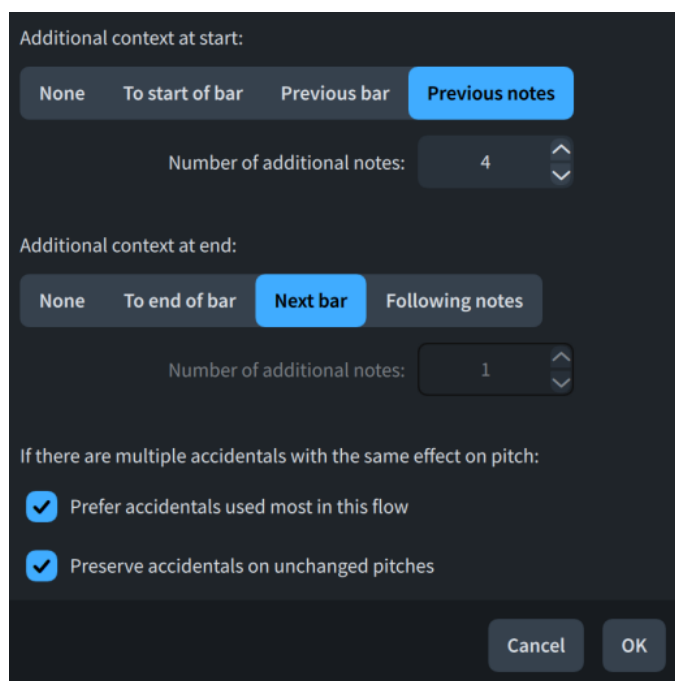 Additional context at start:
None To start of bar Previous bar Previous notes
Number of additional notes: 4
Additional context at end:
None To end of bar Next bar Following notes
Number of additional notes: 1
If there are multiple accidentals with the same effect on pitch:
Prefer accidentals used most in this flow
Preserve accidentals on unchanged pitches
Cancel OK